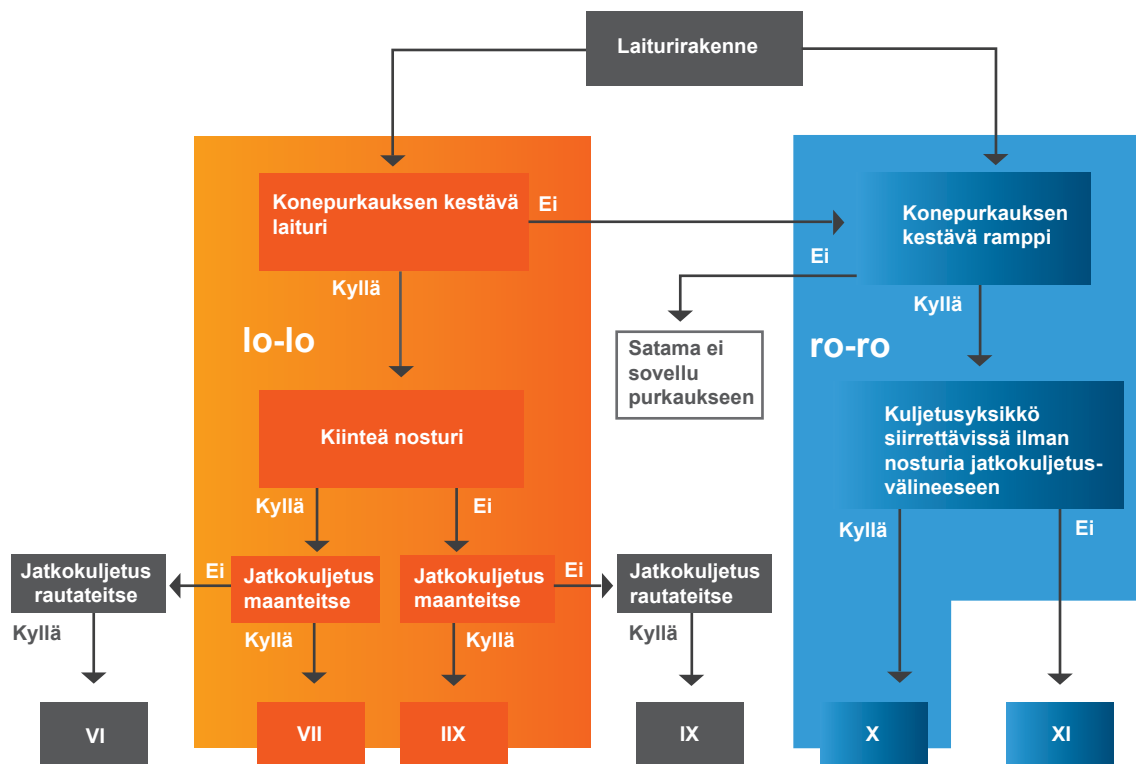 Laiturirakenne
Konepurkauksen kestävä
laituri
Ei
Konepurkauksen
kestävä ramppi
Ei
Kyllä
Kyllä
lo-lo
ro-ro
Satama ei
sovellu
purkaukseen
Kiinteä nosturi
Kuljetusyksikkö
siirrettävissä ilman
nosturia jatkokuljetus-
välineeseen
Kyllä
Ei
Kyllä
Ei
Jatkokuljetus
rautateitse
Ei
Jatkokuljetus
maanteitse
Jatkokuljetus
maanteitse
Ei
Jatkokuljetus
rautateitse
Kyllä
Kyllä
Kyllä
Kyllä
VI
VII
IIX
IX
X
XI